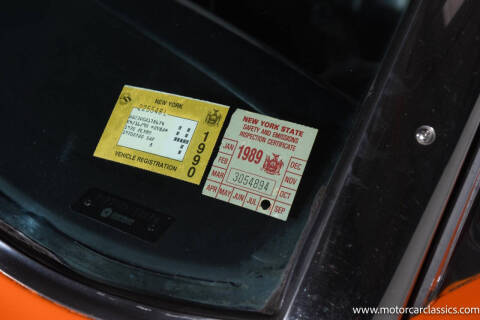 NEW YORK
1990
VEHICLE REGISTRATION
NEW YORK STATE
SAFETY AND EMISSIONS
INSPECTION CERTIFICATE
1989
3054894
JAN
FEB
MAR
APR MAY JUN JUL SEP
OCT
NOV
DEC
www.motorcarclassics.com